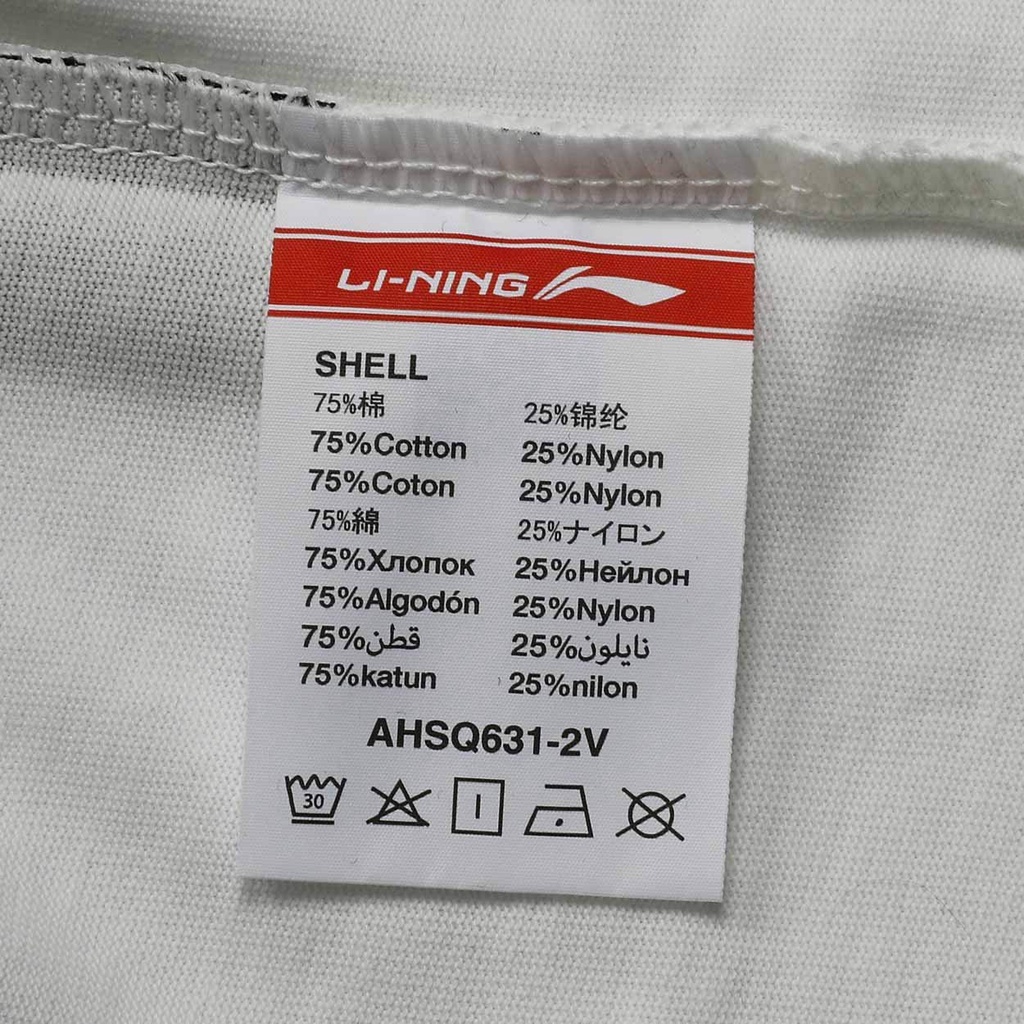 LI-NING
SHELL
75%棉 25%锦纶
75%Cotton 25%Nylon
75%Coton 25%Nylon
75%綿 25%ナイロン
75%Хлопок 25%Нейлон
75%Algodón 25%Nylon
75%قطن 25%نايلون
75%katun 25%nilon
AHSQ631-2V
30